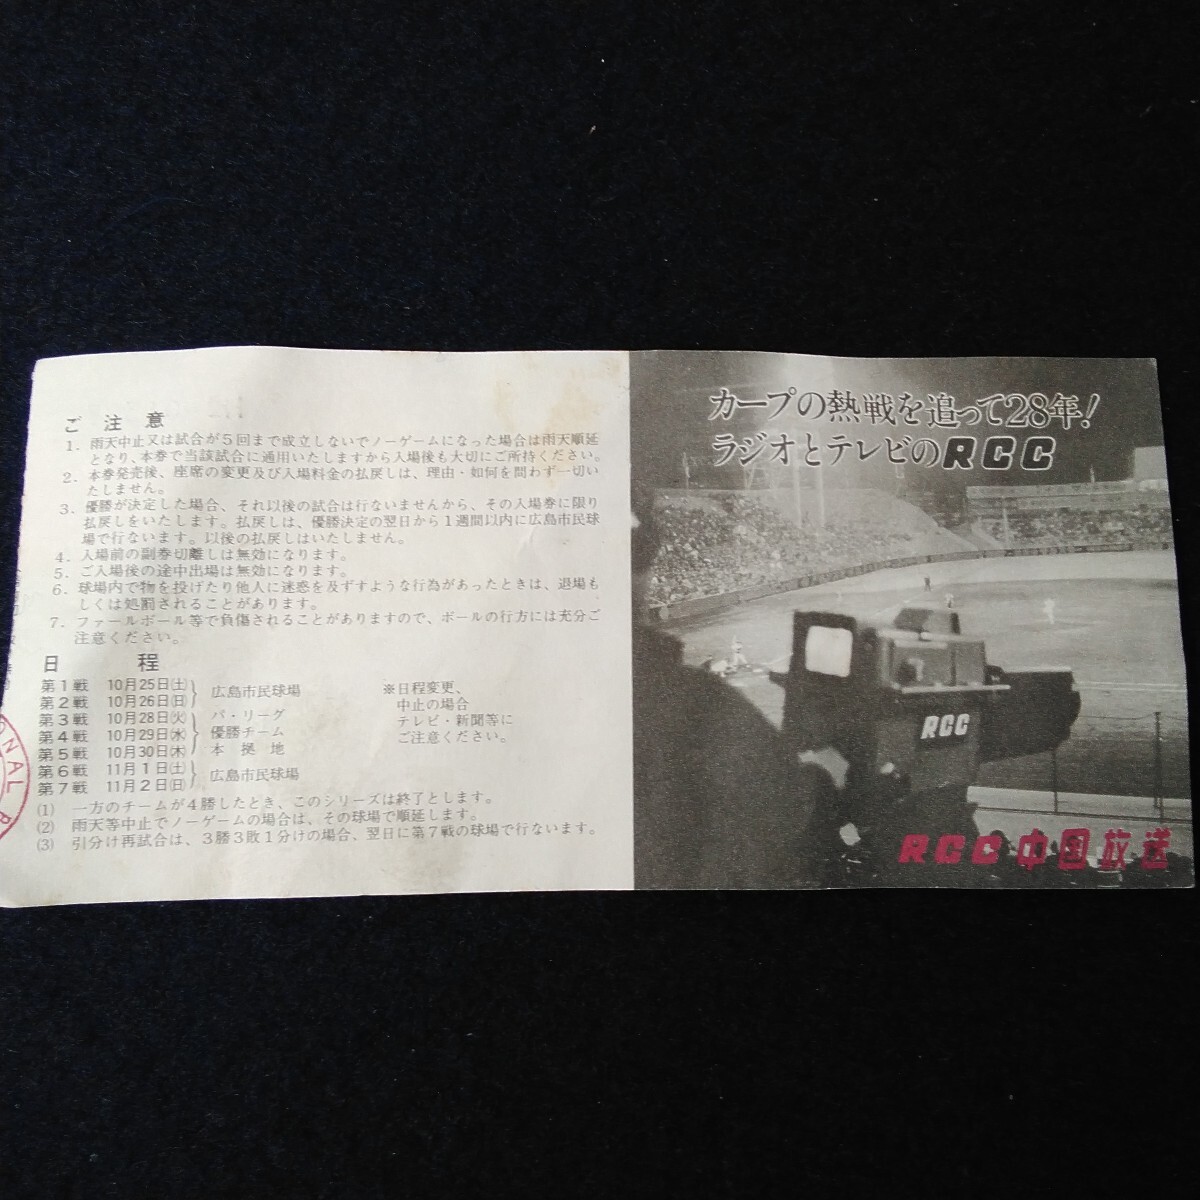 ご注意
1. 雨天中止又は試合が5回まで成立しないでノーゲームになった場合は雨天順延
となり、本券で当該試合に通用いたしますから入場後も大切にご所持ください。
2. 本券発売後、座席の変更及び入場料金の払戻しは、理由・如何を問わず一切い
たしません。
3. 優勝が決定した場合、それ以後の試合は行ないませんから、その入場券に限り
払戻しをいたします。払戻しは、優勝決定の翌日から1週間以内に広島市民球
場で行ないます。以後の払戻しはいたしません。
4. 入場前の副券切離しは無効になります。
5. ご入場後の途中出場は無効になります。
6. 球場内で物を投げたり他人に迷惑を及ずすような行為があったときは、退場も
しくは処罰されることがあります。
7. ファールボール等で負傷されることがありますので、ボールの行方には充分ご
注意ください。
日程
第1戦 10月25日(土)
第2戦 10月26日(日)
広島市民球場
第3戦 10月28日(火)
第4戦 10月29日(水)
第5戦 10月30日(木)
パ・リーグ
優勝チーム
本拠地
第6戦 11月1日(土)
第7戦 11月2日(日)
広島市民球場
※日程変更、
中止の場合
テレビ・新聞等に
ご注意ください。
(1) 一方のチームが4勝したとき、このシリーズは終了とします。
(2) 雨天等中止でノーゲームの場合は、その球場で順延します。
(3) 引分け再試合は、3勝3敗1分けの場合、翌日に第7戦の球場で行ないます。
カープの熱戦を追って28年!
ラジオとテレビのRCC
RCC
RCC中国放送